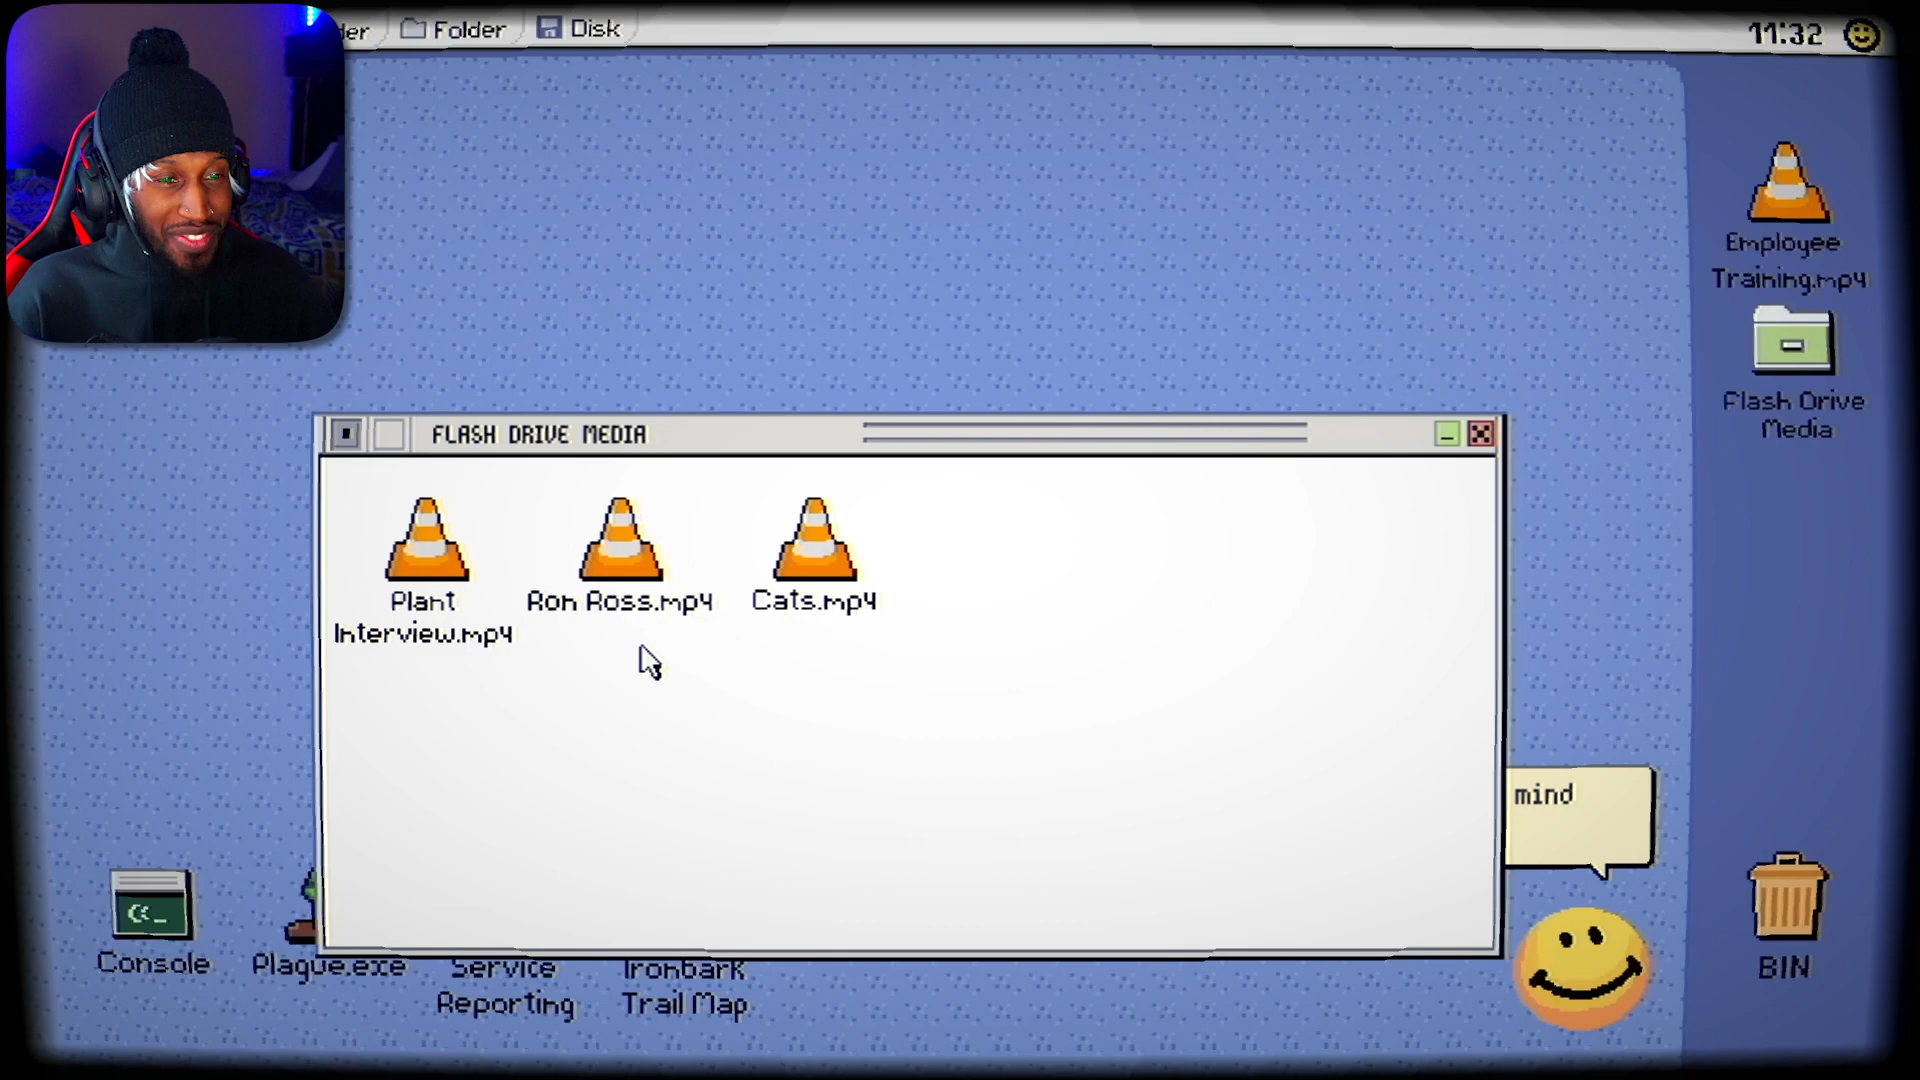 der
Folder
Disk
11:32
Employee
Training.mp4
Flash Drive
Media
FLASH DRIVE MEDIA
Plant
Interview.mp4
Ron Ross.mp4
Cats.mp4
mind
Console
Plague.exe
Service
Reporting
Ironbark
Trail Map
BIN